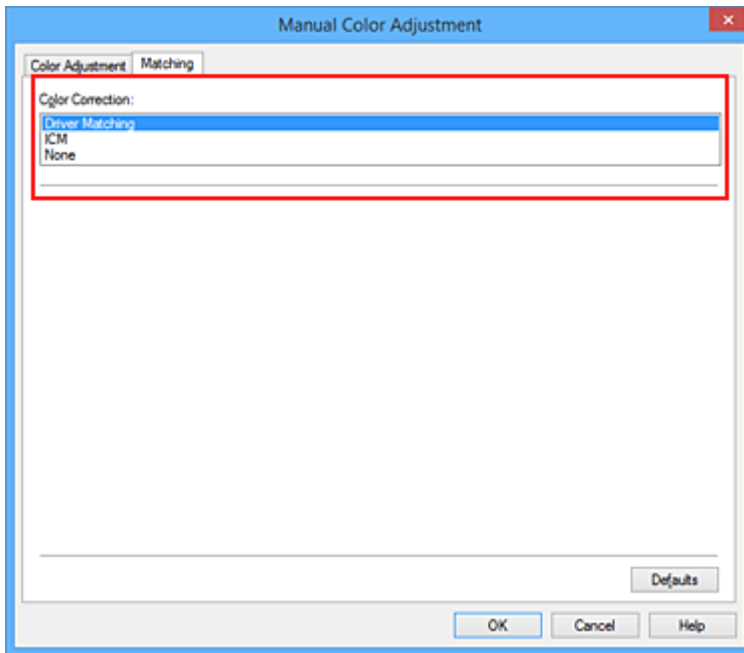 Manual Color Adjustment
Color Adjustment Matching
Color Correction:
Driver Matching
ICM
None
Defaults
OK Cancel Help